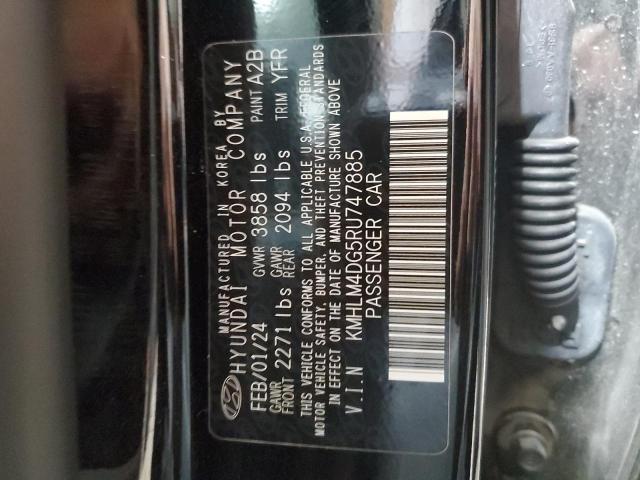 MANUFACTURED IN KOREA BY
HYUNDAI MOTOR COMPANY
FEB/01/24 GVWR 3858 lbs PAINT A2B
GAWR FRONT 2271 lbs GAWR REAR 2094 lbs TRIM YFR
THIS VEHICLE CONFORMS TO ALL APPLICABLE U.S.A. FEDERAL
MOTOR VEHICLE SAFETY, BUMPER, AND THEFT PREVENTION STANDARDS
IN EFFECT ON THE DATE OF MANUFACTURE SHOWN ABOVE
V.I.N KMHLM4DG5RU747885
PASSENGER CAR